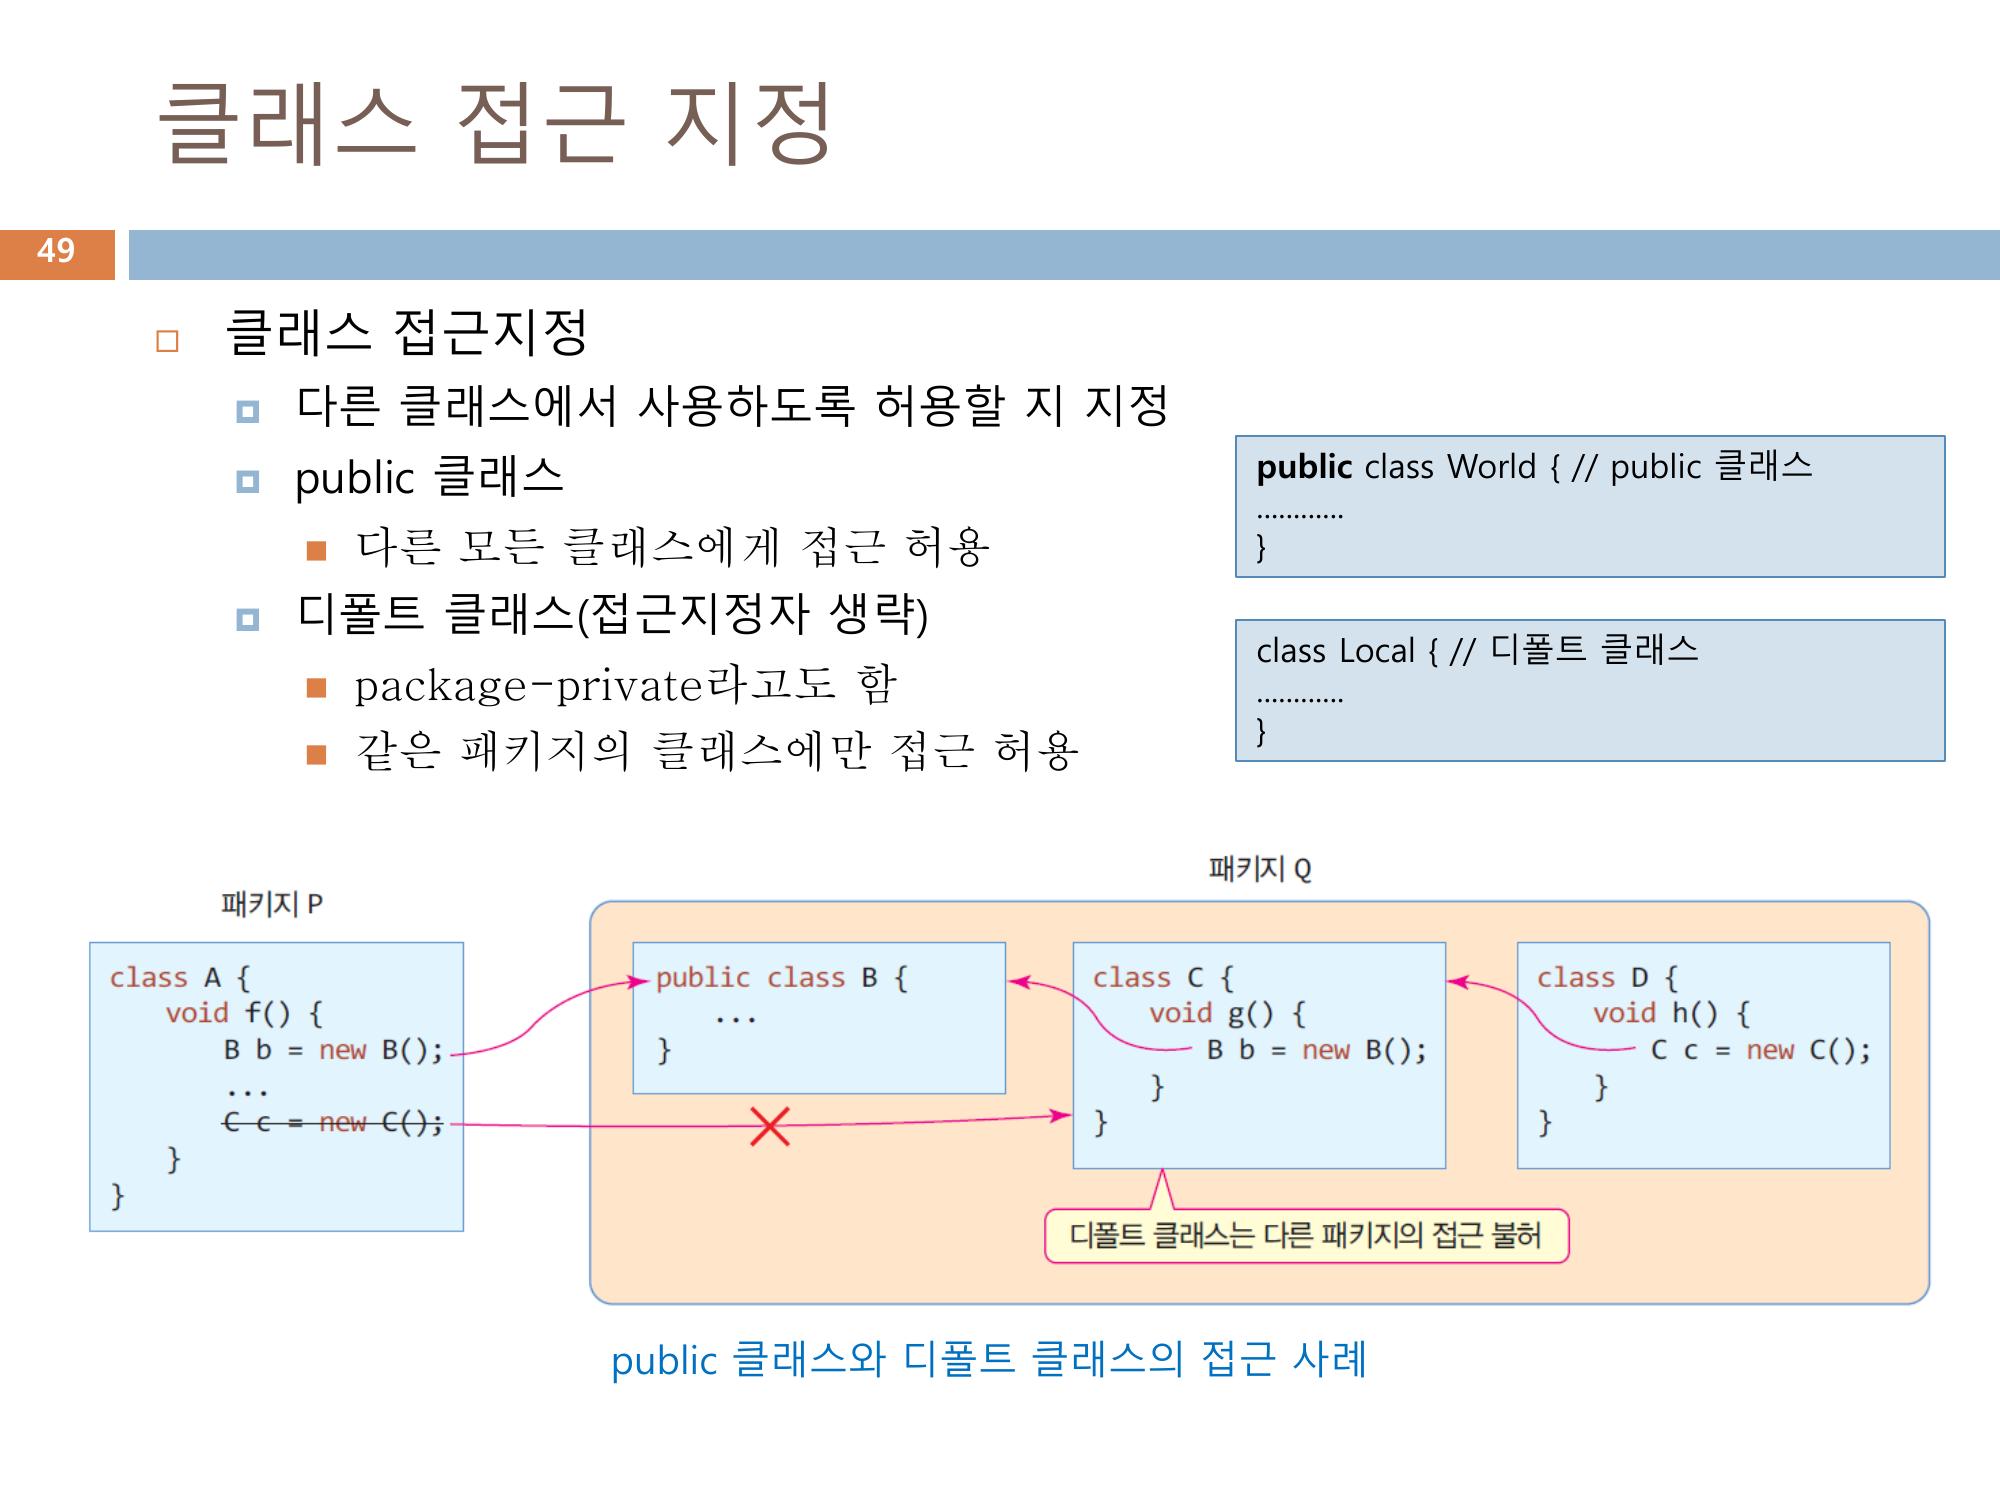 클래스 접근 지정
49
클래스 접근지정
다른 클래스에서 사용하도록 허용할 지 지정
public 클래스
다른 모든 클래스에게 접근 허용
디폴트 클래스(접근지정자 생략)
package-private라고도 함
같은 패키지의 클래스에만 접근 허용
public class World { // public 클래스
............
}
class Local { // 디폴트 클래스
............
}
패키지 P
class A {
void f() {
B b = new B();
...
C c = new C();
}
}
패키지 Q
public class B {
...
}
class C {
void g() {
B b = new B();
}
}
class D {
void h() {
C c = new C();
}
}
디폴트 클래스는 다른 패키지의 접근 불허
public 클래스와 디폴트 클래스의 접근 사례